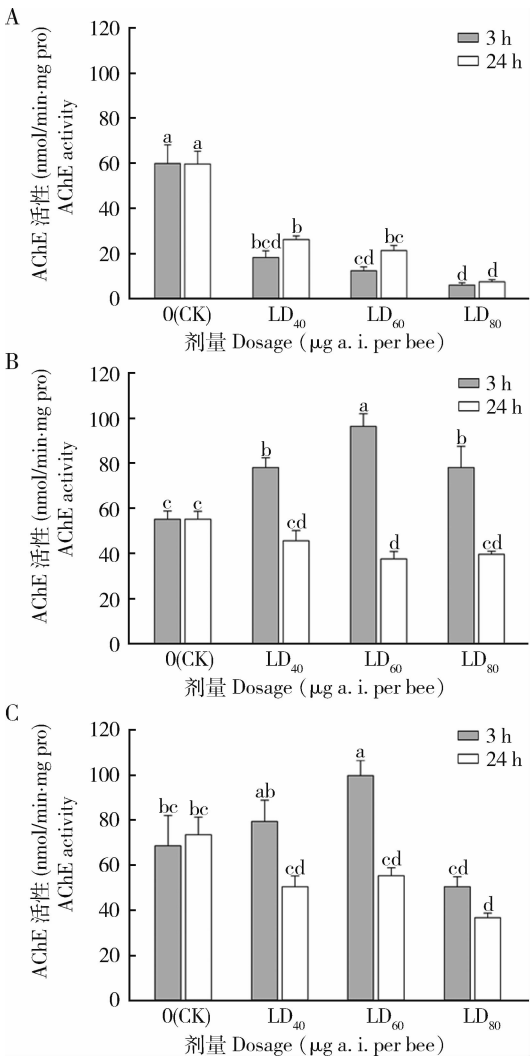 A
AChE 活性 (nmol/min·mg pro)
AChE activity
120
100
80
60
40
20
0
3 h
24 h
a a
bcd b
cd bc
d d
0(CK) LD40 LD60 LD80
剂量 Dosage (μg a. i. per bee)
B
AChE 活性 (nmol/min·mg pro)
AChE activity
120
100
80
60
40
20
0
3 h
24 h
c c
b cd
a d
b cd
0(CK) LD40 LD60 LD80
剂量 Dosage (μg a. i. per bee)
C
AChE 活性 (nmol/min·mg pro)
AChE activity
120
100
80
60
40
20
0
3 h
24 h
bc bc
ab cd
a cd
cd d
0(CK) LD40 LD60 LD80
剂量 Dosage (μg a. i. per bee)